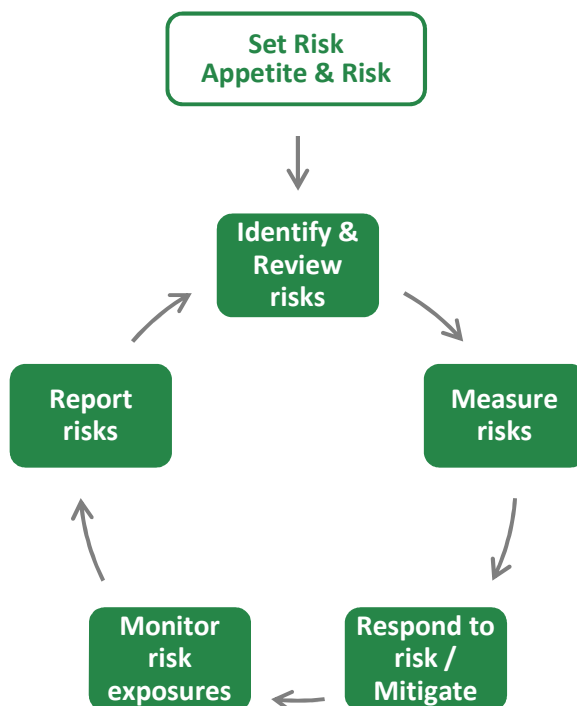 Set Risk
Appetite & Risk
Identify &
Review
risks
Report
risks
Measure
risks
Monitor
risk
exposures
Respond to
risk /
Mitigate